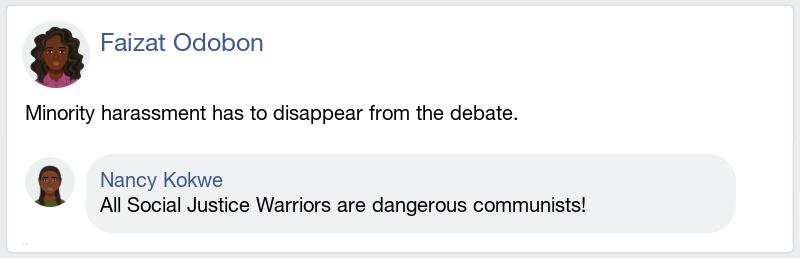 Faizat Odobon
Minority harassment has to disappear from the debate.
Nancy Kokwe
All Social Justice Warriors are dangerous communists!